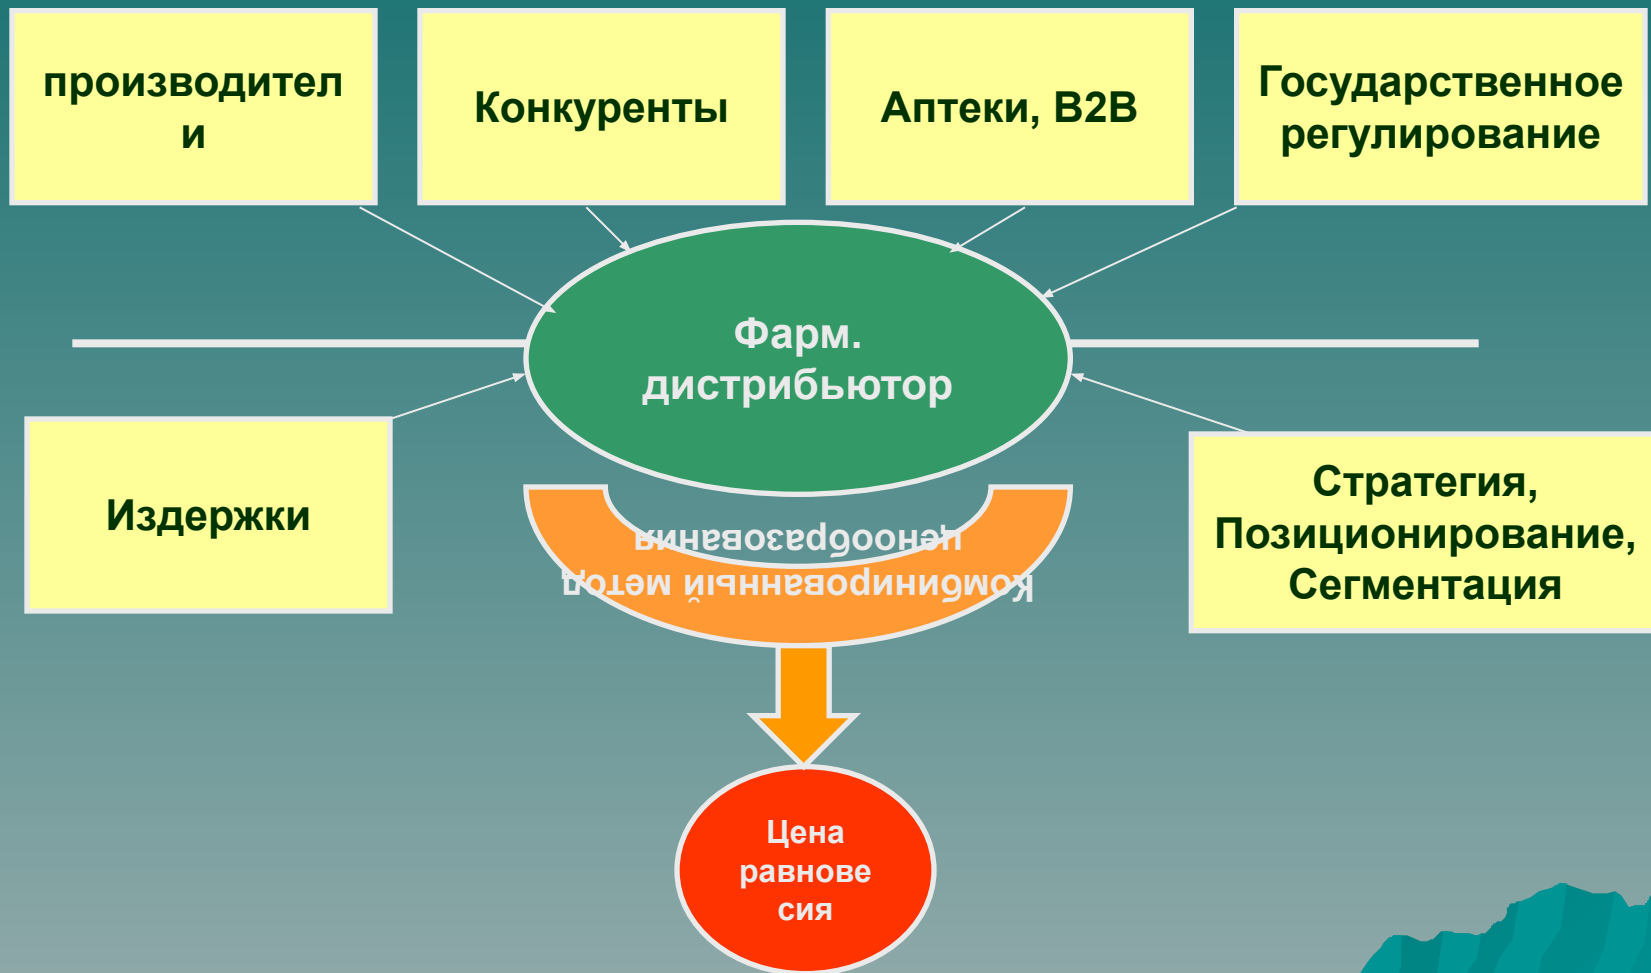 производител
и
Конкуренты
Аптеки, B2B
Государственное
регулирование
Фарм.
дистрибьютор
Издержки
Стратегия,
Позиционирование,
Сегментация
Комбинированный метод
ценообразования
Цена
равнове
сия